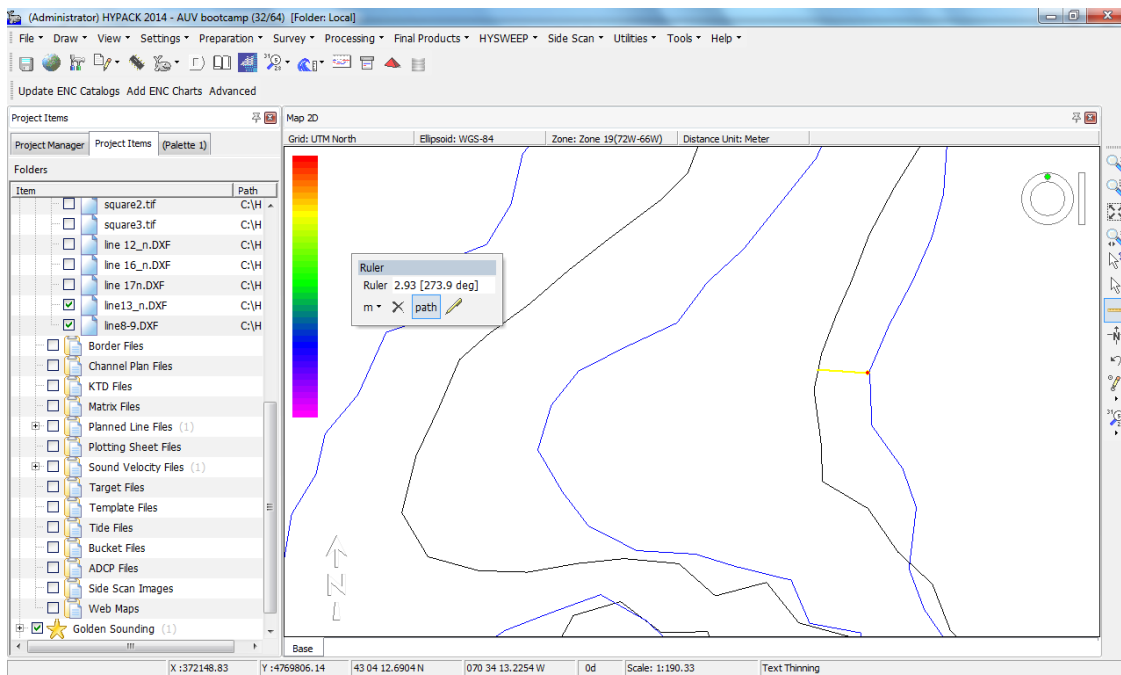 (Administrator) HYPACK 2014 - AUV bootcamp (32/64) [Folder: Local]
File Draw View Settings Preparation Survey Processing Final Products HYSWEEP Side Scan Utilities Tools Help
Update ENC Catalogs Add ENC Charts Advanced
Project Items
Project Manager Project Items (Palette 1)
Folders
Item Path
square2.tif C:\H
square3.tif C:\H
line 12_n.DXF C:\H
line 16_n.DXF C:\H
line 17n.DXF C:\H
line13_n.DXF C:\H
line8-9.DXF C:\H
Border Files
Channel Plan Files
KTD Files
Matrix Files
Planned Line Files (1)
Plotting Sheet Files
Sound Velocity Files (1)
Target Files
Template Files
Tide Files
Bucket Files
ADCP Files
Side Scan Images
Web Maps
Golden Sounding (1)
Map 2D
Grid: UTM North Ellipsoid: WGS-84 Zone: Zone 19(72W-66W) Distance Unit: Meter
Ruler
Ruler 2.93 [273.9 deg]
m path
N
Base
X :372148.83 Y :4769806.14 43 04 12.6904 N 070 34 13.2254 W 0d Scale: 1:190.33 Text Thinning